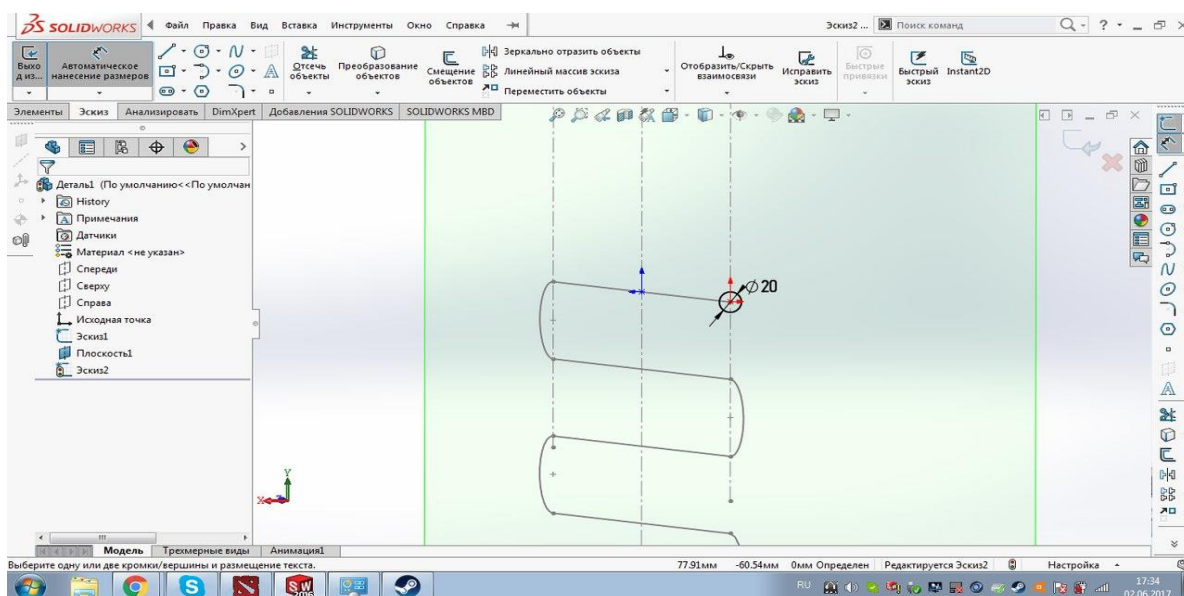 SOLIDWORKS
Файл Правка Вид Вставка Инструменты Окно Справка
Эскиз2 ...
Поиск команд
?
Выхо
д из...
Автоматическое
нанесение размеров
Отсечь
объекты
Преобразование
объектов
Смещение
объектов
Зеркально отразить объекты
Линейный массив эскиза
Переместить объекты
Отобразить/Скрыть
взаимосвязи
Исправить
эскиз
Быстрые
привязки
Быстрый
эскиз
Instant2D
Элементы Эскиз Анализировать DimXpert Добавления SOLIDWORKS SOLIDWORKS MBD
Деталь1 (По умолчанию<<По умолчан
History
Примечания
Датчики
Материал <не указан>
Спереди
Сверху
Справа
Исходная точка
Эскиз1
Плоскость1
Эскиз2
∅20
Y
X
Модель Трехмерные виды Анимация1
Выберите одну или две кромки/вершины и размещение текста.
77.91мм -60.54мм 0мм Определен Редактируется Эскиз2 Настройка
RU
17:34
02.06.2017